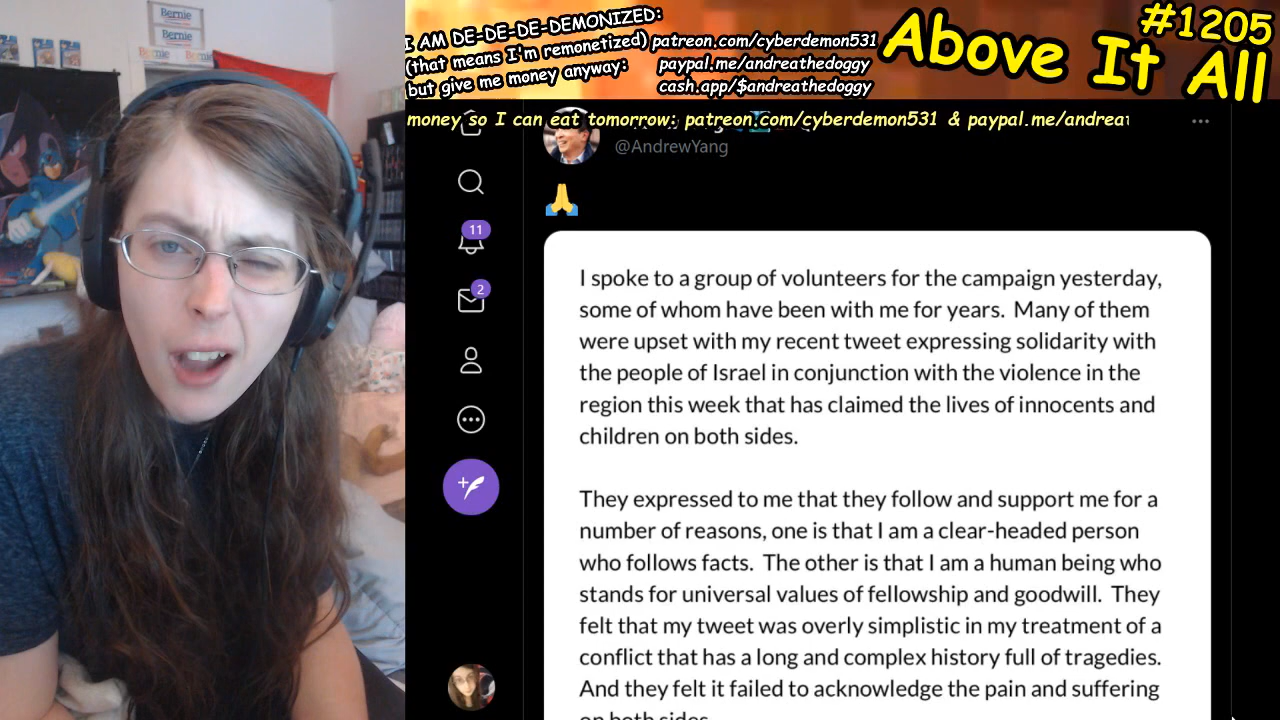 Bernie
Bernie
Bernie
Bernie
I AM DE-DE-DE-DEMONIZED:
(that means I'm remonetized)
but give me money anyway:
patreon.com/cyberdemon531
paypal.me/andreathedoggy
cash.app/$andreathedoggy
#1205
Above It All
money so I can eat tomorrow: patreon.com/cyberdemon531 & paypal.me/andrea
@AndrewYang
🙏
11
2
I spoke to a group of volunteers for the campaign yesterday,
some of whom have been with me for years. Many of them
were upset with my recent tweet expressing solidarity with
the people of Israel in conjunction with the violence in the
region this week that has claimed the lives of innocents and
children on both sides.
They expressed to me that they follow and support me for a
number of reasons, one is that I am a clear-headed person
who follows facts. The other is that I am a human being who
stands for universal values of fellowship and goodwill. They
felt that my tweet was overly simplistic in my treatment of a
conflict that has a long and complex history full of tragedies.
And they felt it failed to acknowledge the pain and suffering
on both sides.